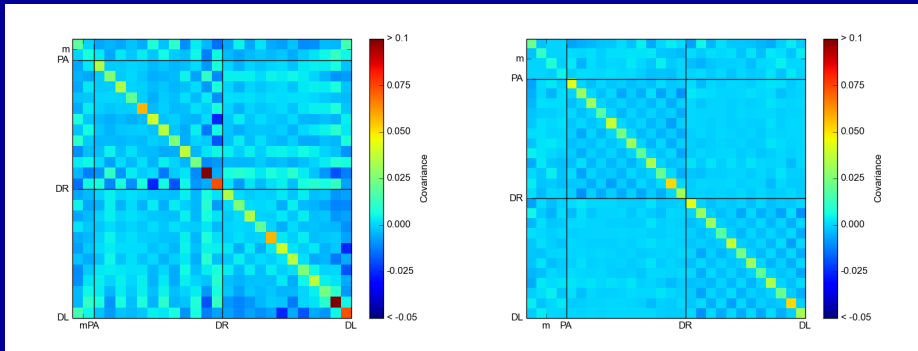 m
PA
DR
DL
mPA
DR
DL
> 0.1
0.075
0.050
0.025
0.000
-0.025
< -0.05
Covariance
m
PA
DR
DL
m
PA
DR
DL
> 0.1
0.075
0.050
0.025
0.000
-0.025
< -0.05
Covariance